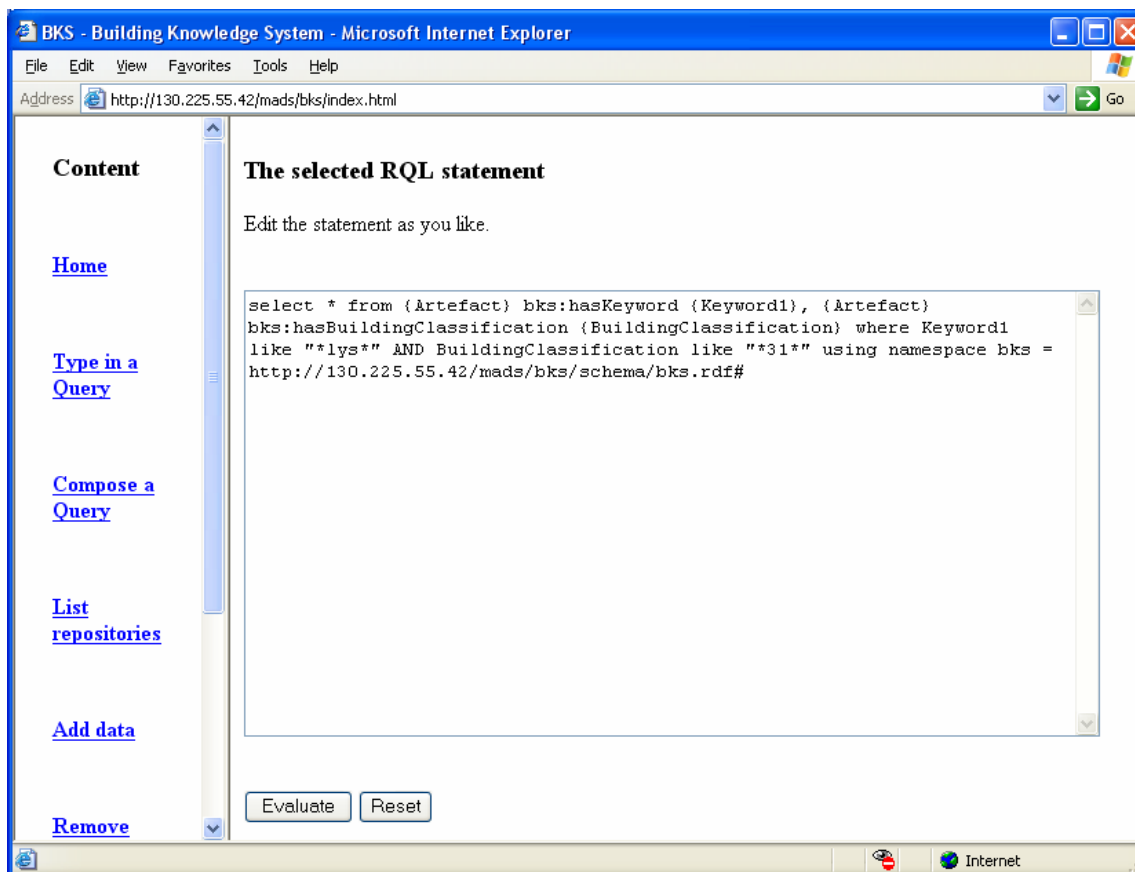 BKS - Building Knowledge System - Microsoft Internet Explorer
File Edit View Favorites Tools Help
Address http://130.225.55.42/mads/bks/index.html Go
Content
Home
Type in a
Query
Compose a
Query
List
repositories
Add data
Remove
The selected RQL statement
Edit the statement as you like.
select * from {Artefact} bks:hasKeyword {Keyword1}, {Artefact}
bks:hasBuildingClassification {BuildingClassification} where Keyword1
like "*lys*" AND BuildingClassification like "*31*" using namespace bks =
http://130.225.55.42/mads/bks/schema/bks.rdf#
Evaluate Reset
Internet